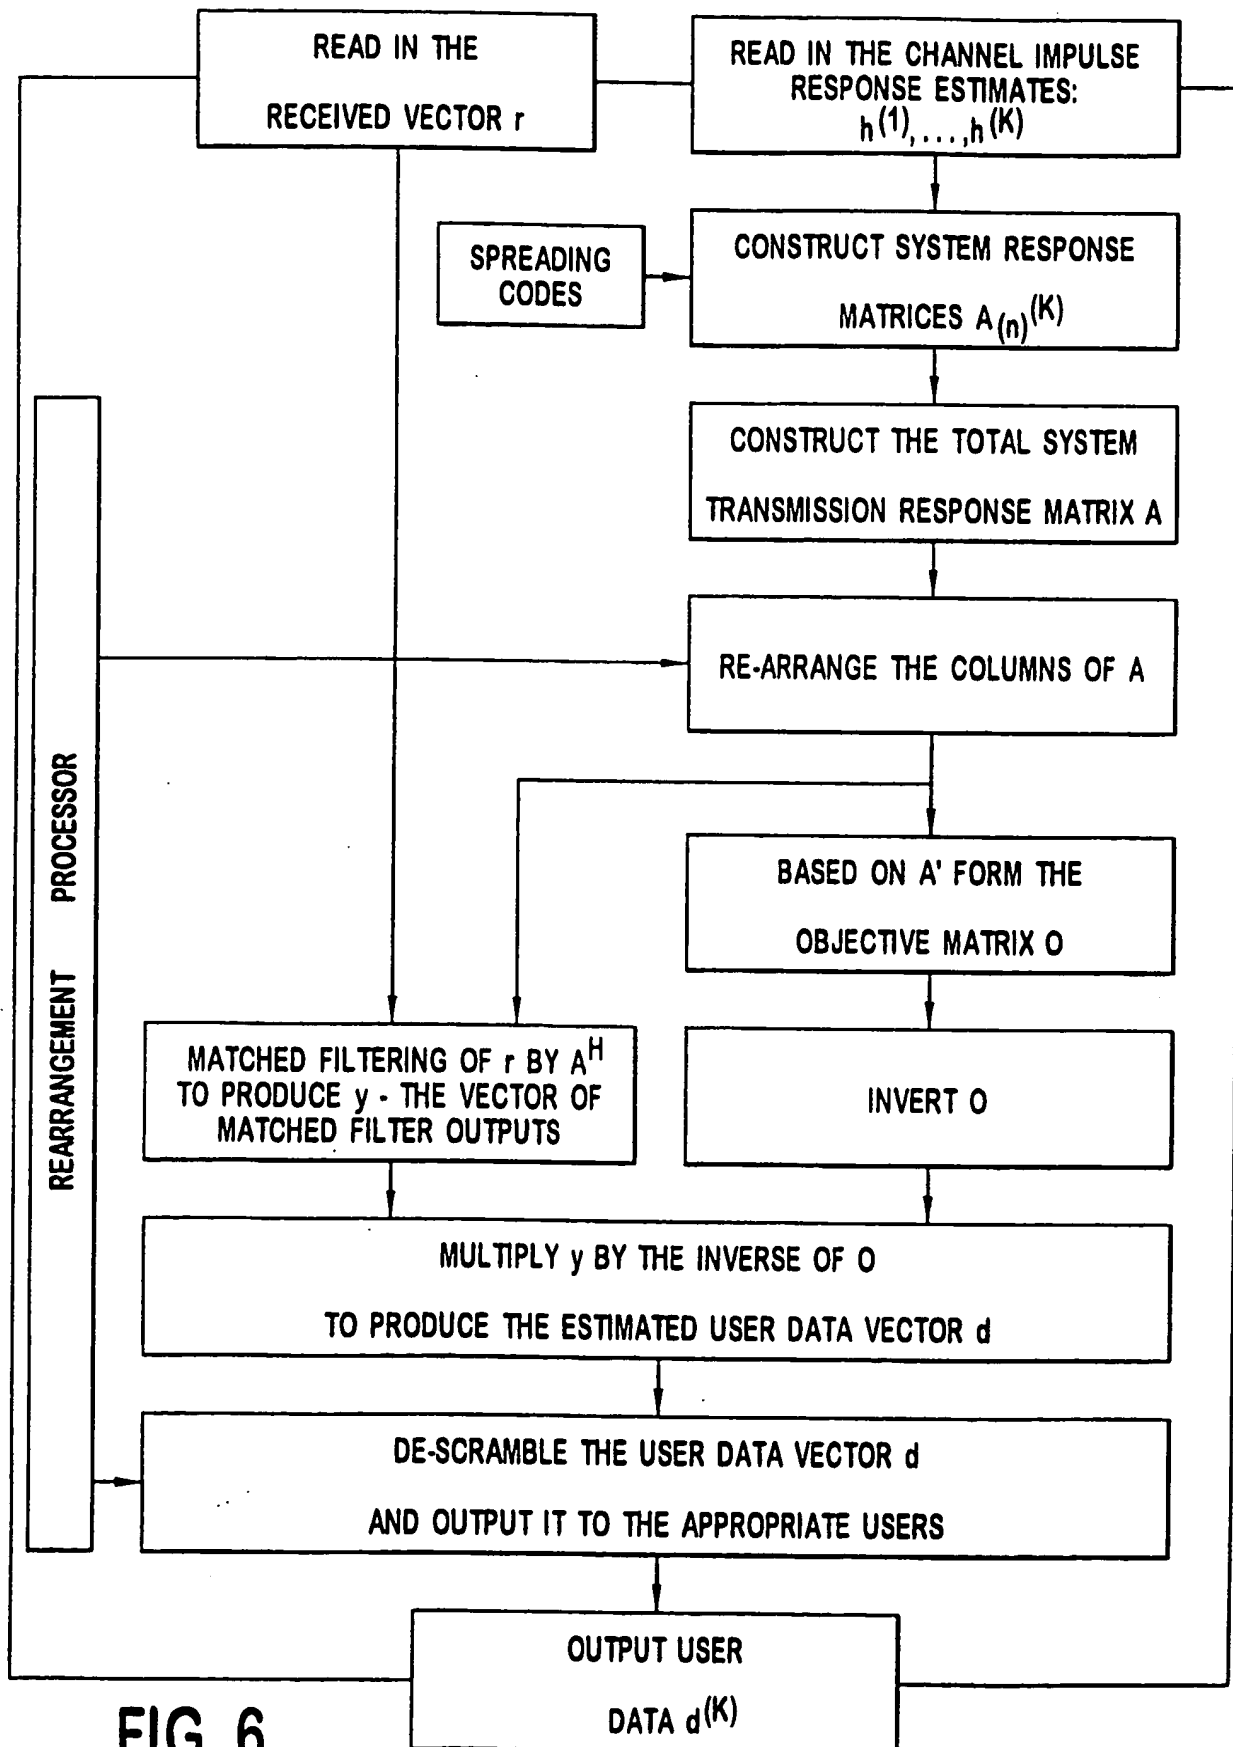 READ IN THE
RECEIVED VECTOR r
READ IN THE CHANNEL IMPULSE
RESPONSE ESTIMATES:
h(1),...,h(K)
SPREADING
CODES
CONSTRUCT SYSTEM RESPONSE
MATRICES A(n)(K)
CONSTRUCT THE TOTAL SYSTEM
TRANSMISSION RESPONSE MATRIX A
RE-ARRANGE THE COLUMNS OF A
REARRANGEMENT PROCESSOR
BASED ON A' FORM THE
OBJECTIVE MATRIX O
MATCHED FILTERING OF r BY AH
TO PRODUCE y - THE VECTOR OF
MATCHED FILTER OUTPUTS
INVERT O
MULTIPLY y BY THE INVERSE OF O
TO PRODUCE THE ESTIMATED USER DATA VECTOR d
DE-SCRAMBLE THE USER DATA VECTOR d
AND OUTPUT IT TO THE APPROPRIATE USERS
OUTPUT USER
DATA d(K)
FIG. 6